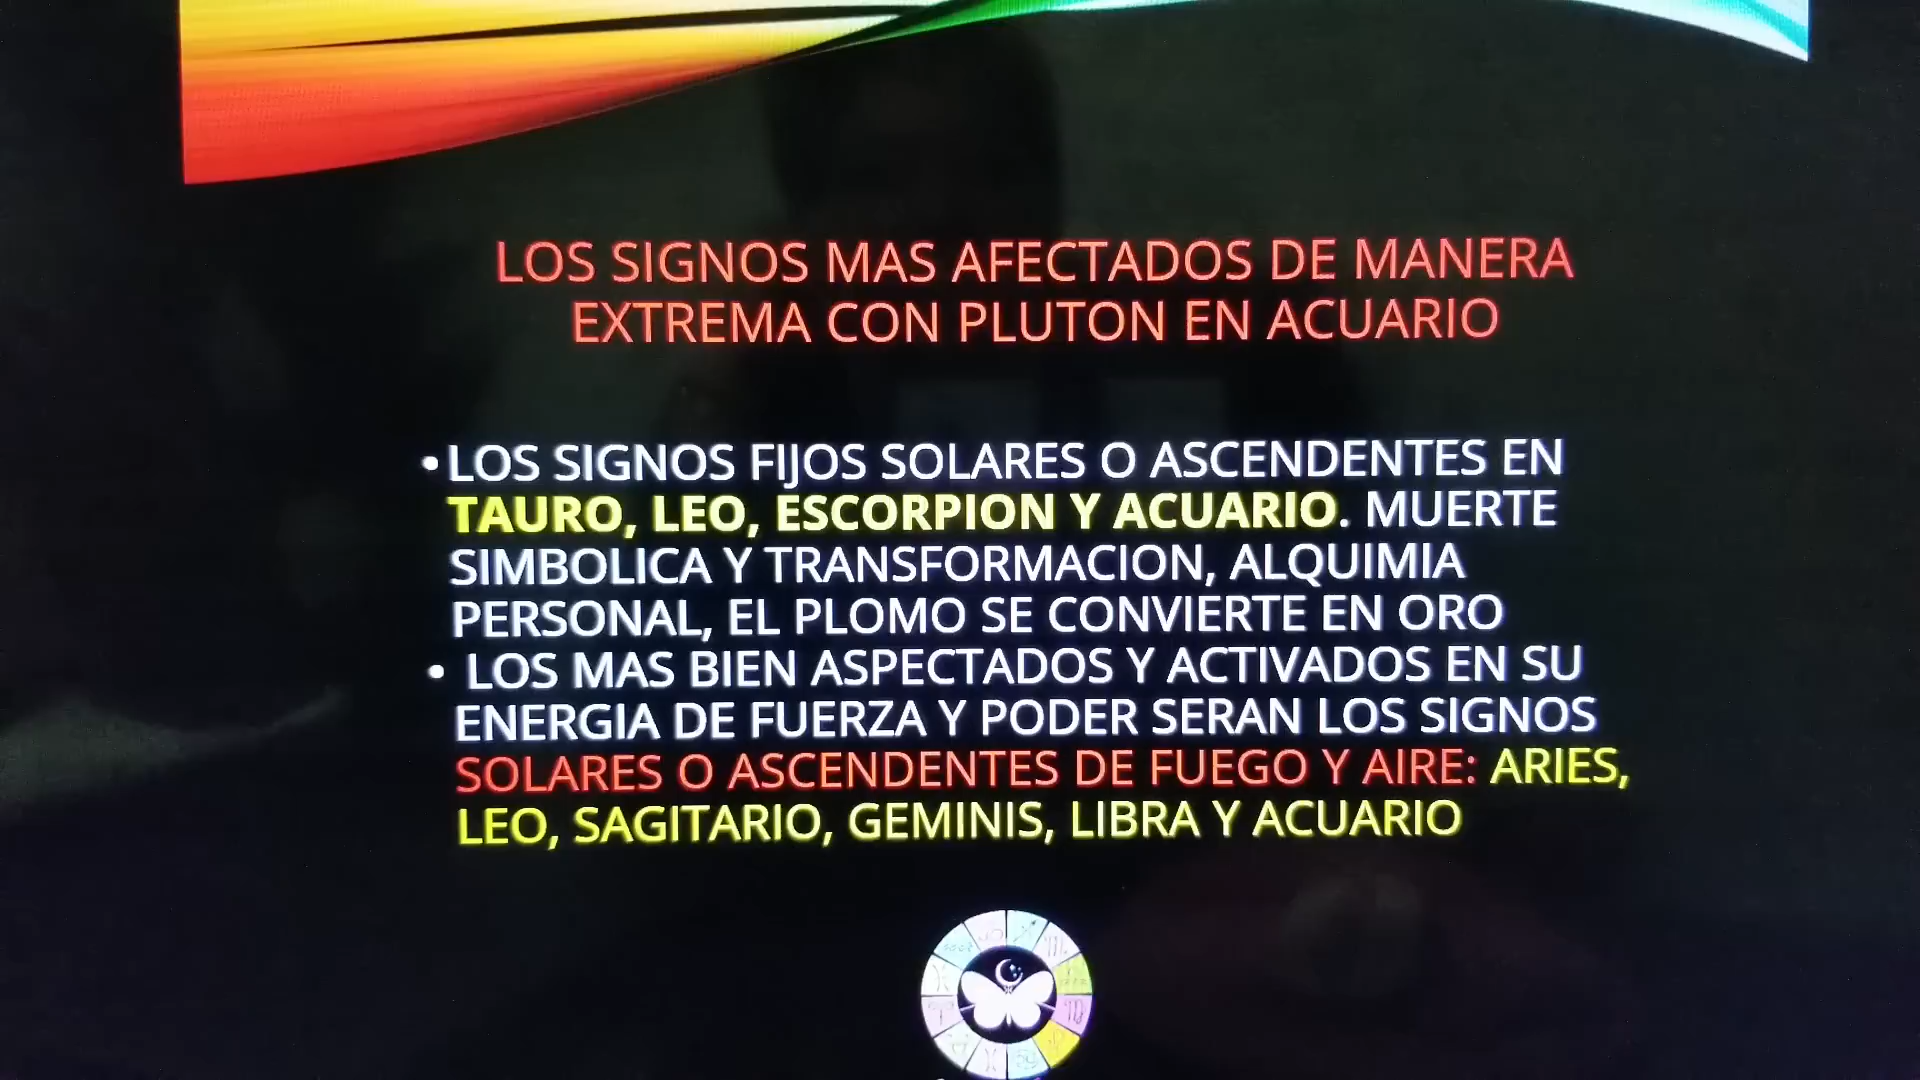 LOS SIGNOS MAS AFECTADOS DE MANERA
EXTREMA CON PLUTON EN ACUARIO
• LOS SIGNOS FIJOS SOLARES O ASCENDENTES EN
TAURO, LEO, ESCORPION Y ACUARIO. MUERTE
SIMBOLICA Y TRANSFORMACION, ALQUIMIA
PERSONAL, EL PLOMO SE CONVIERTE EN ORO
• LOS MAS BIEN ASPECTADOS Y ACTIVADOS EN SU
ENERGIA DE FUERZA Y PODER SERAN LOS SIGNOS
SOLARES O ASCENDENTES DE FUEGO Y AIRE: ARIES,
LEO, SAGITARIO, GEMINIS, LIBRA Y ACUARIO